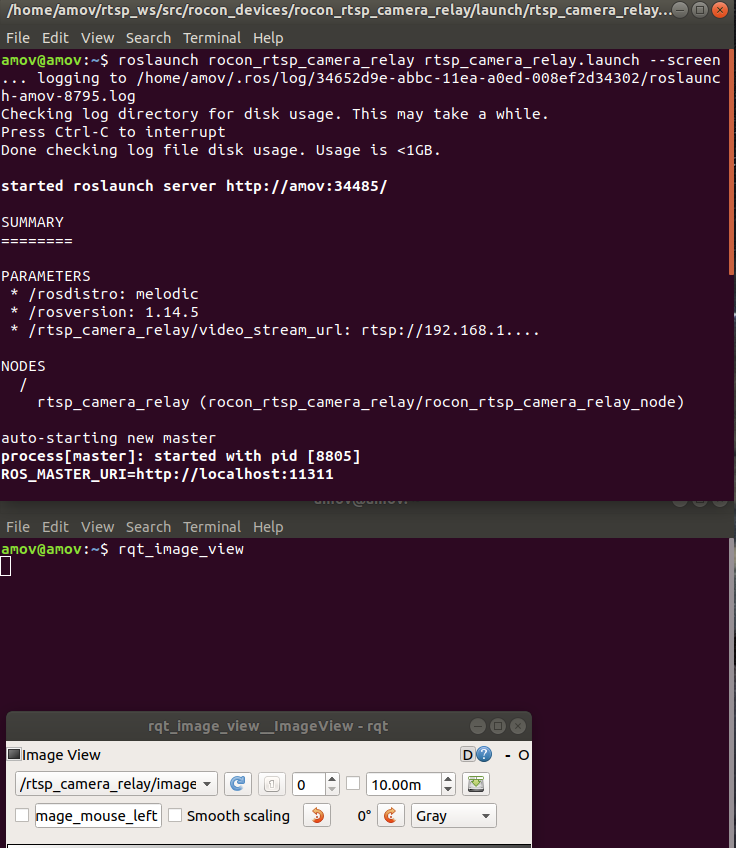 /home/amov/rtsp_ws/src/rocon_devices/rocon_rtsp_camera_relay/launch/rtsp_camera_relay...
File Edit View Search Terminal Help
amov@amov:~$ roslaunch rocon_rtsp_camera_relay rtsp_camera_relay.launch --screen
... logging to /home/amov/.ros/log/34652d9e-abbc-11ea-a0ed-008ef2d34302/roslaunc
h-amov-8795.log
Checking log directory for disk usage. This may take a while.
Press Ctrl-C to interrupt
Done checking log file disk usage. Usage is <1GB.
started roslaunch server http://amov:34485/
SUMMARY
========
PARAMETERS
* /rosdistro: melodic
* /rosversion: 1.14.5
* /rtsp_camera_relay/video_stream_url: rtsp://192.168.1....
NODES
/
rtsp_camera_relay (rocon_rtsp_camera_relay/rocon_rtsp_camera_relay_node)
auto-starting new master
process[master]: started with pid [8805]
ROS_MASTER_URI=http://localhost:11311
File Edit View Search Terminal Help
amov@amov:~$ rqt_image_view
rqt_image_view__ImageView - rqt
Image View D ? - O
/rtsp_camera_relay/image 0 10.00m
mage_mouse_left Smooth scaling 0° Gray